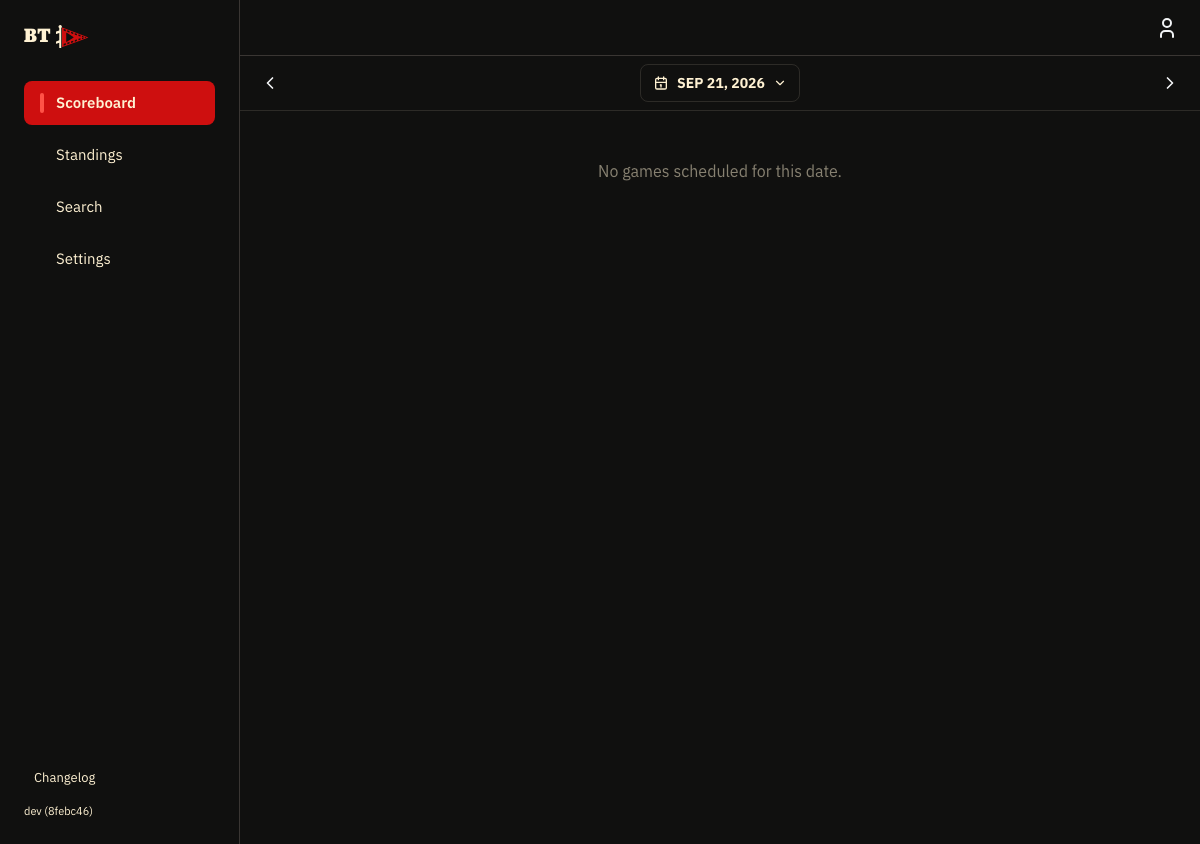 BT
Scoreboard
Standings
Search
Settings
Changelog
dev (8febc46)
SEP 21, 2026
No games scheduled for this date.